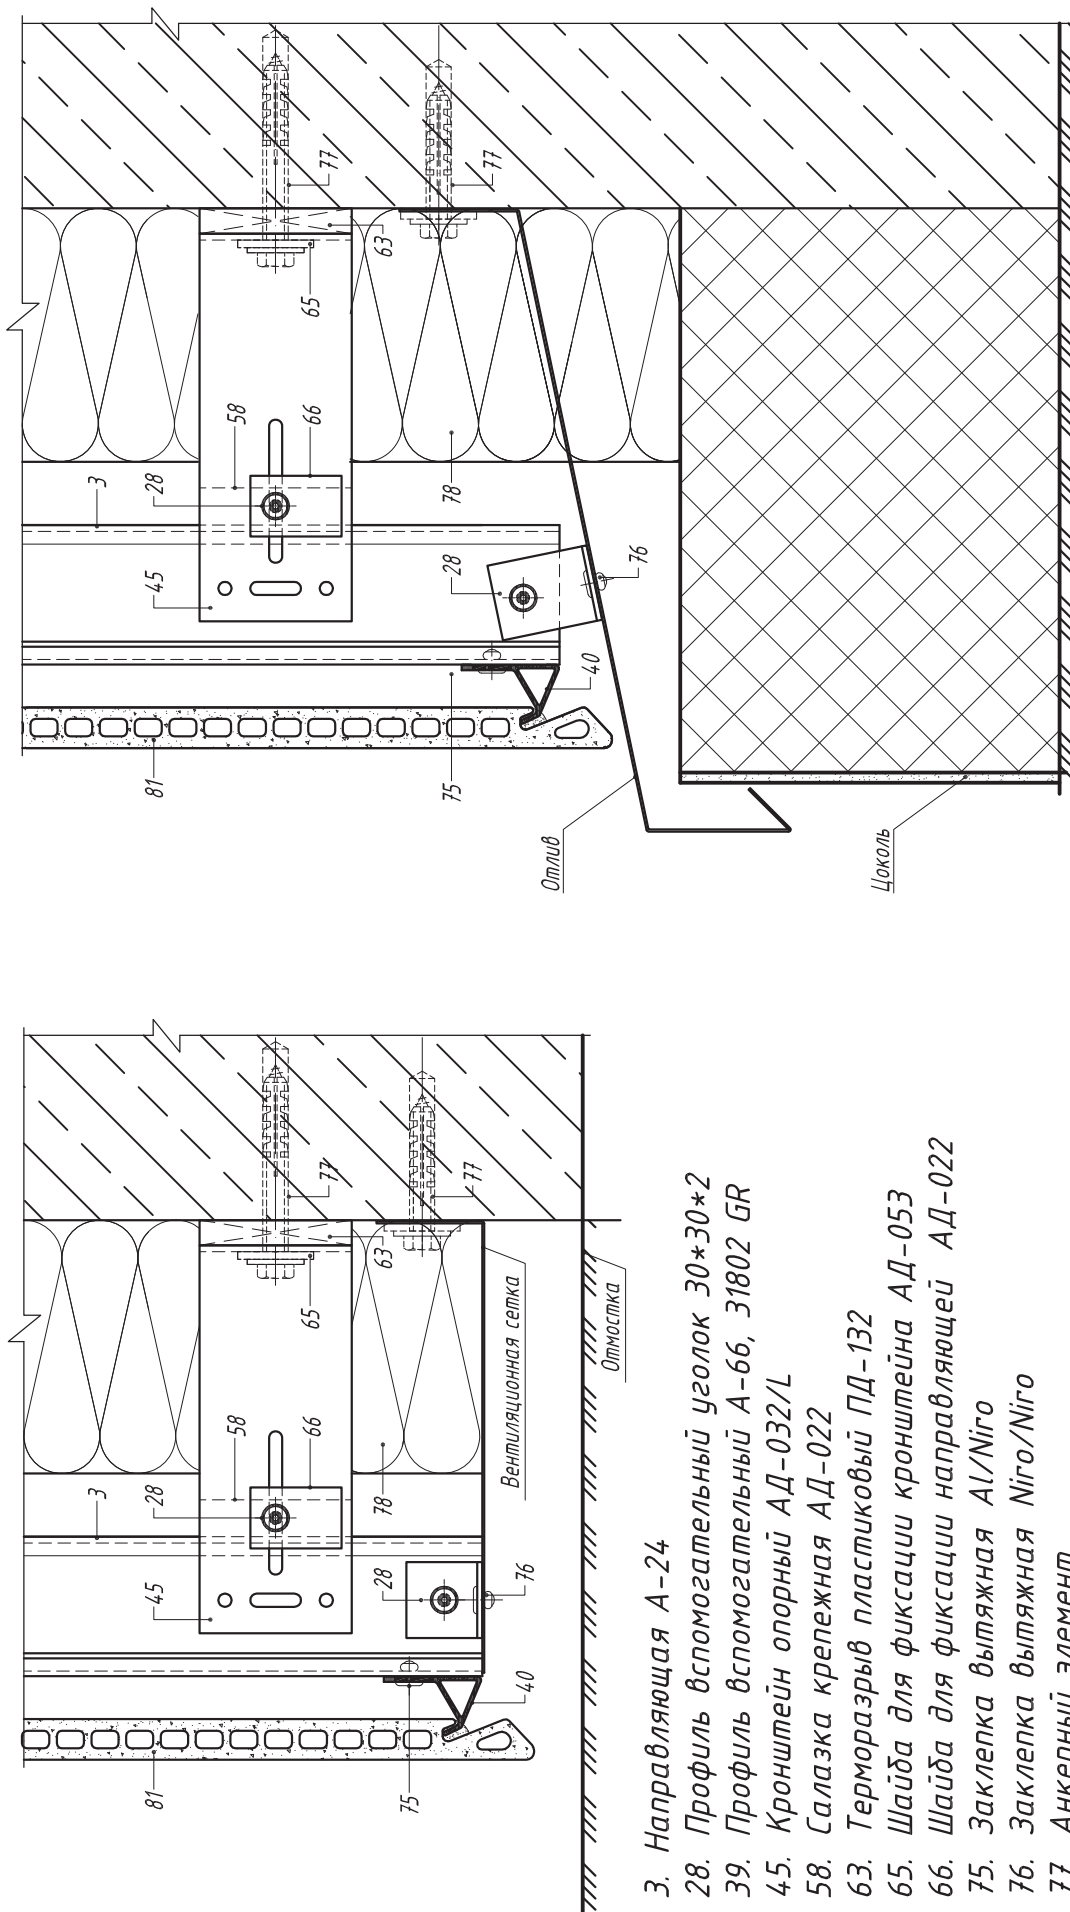 81
45
3
28
58
66
65
63
77
77
78
28
76
40
75
Вентиляционная сетка
Отмостка
81
45
3
28
58
66
65
63
77
77
78
28
76
40
75
Отлив
Цоколь
3. Направляющая А-24
28. Профиль вспомогательный уголок 30*30*2
39. Профиль вспомогательный А-66, 31802 GR
45. Кронштейн опорный АД-032/L
58. Салазка крепежная АД-022
63. Терморазрыв пластиковый ПД-132
65. Шайба для фиксации кронштейна АД-053
66. Шайба для фиксации направляющей АД-022
75. Заклепка вытяжная Al/Niro
76. Заклепка вытяжная Niro/Niro
77. Анкерный элемент